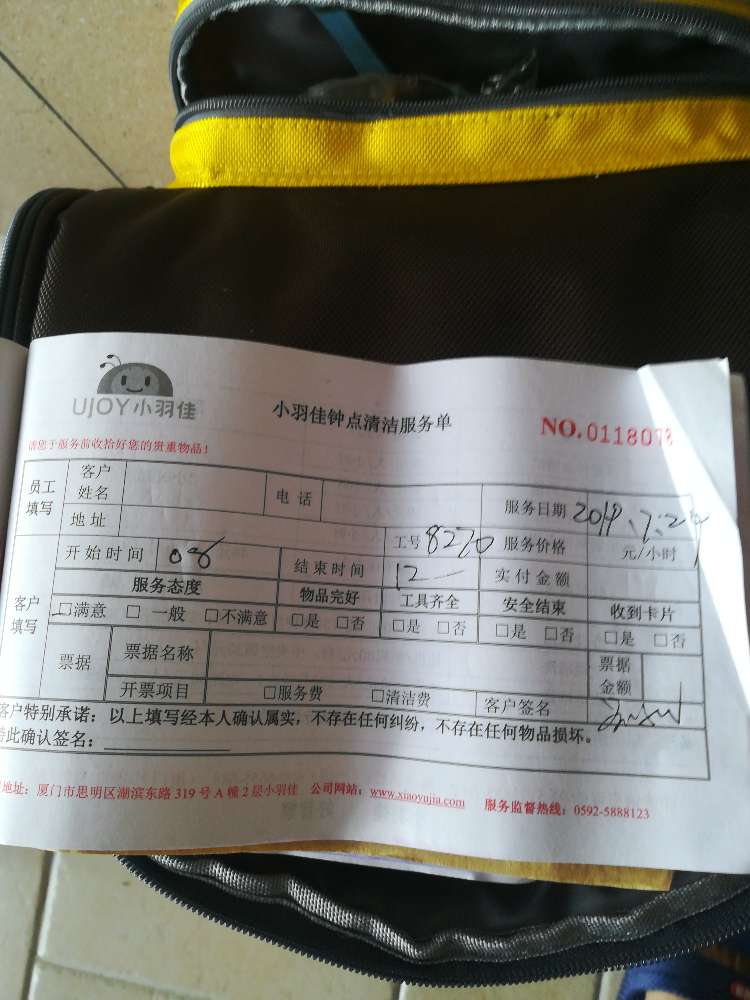 UJOY小羽佳
小羽佳钟点清洁服务单
NO.0118098
请您于服务前收拾好您的贵重物品!
员工填写 客户姓名 电话 服务日期 2019.7.24
地址 工号 8270 服务价格 元/小时
开始时间 结束时间 12 实付金额
客户填写 服务态度 物品完好 工具齐全 安全结束 收到卡片
□满意 □一般 □不满意 □是 □否 □是 □否 □是 □否 □是 □否
票据 票据名称 票据金额
开票项目 □服务费 □清洁费 客户签名
客户特别承诺:以上填写经本人确认属实,不存在任何纠纷,不存在任何物品损坏。
此确认签名:
地址:厦门市思明区湖滨东路319号A幢2层小羽佳 公司网站:www.xiaoyujia.com 服务监督热线:0592-5888123